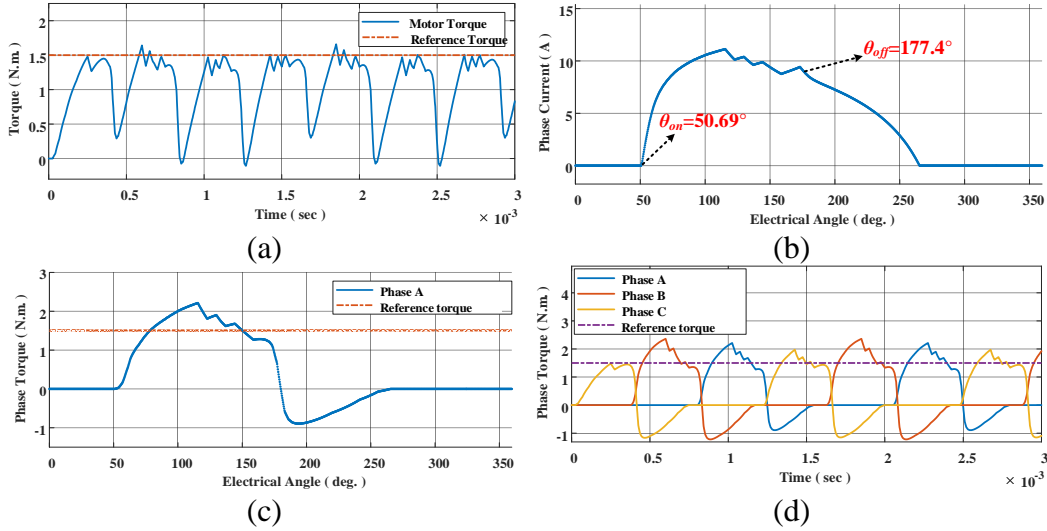 2
1.5
1
0.5
0
Torque ( N.m. )
Motor Torque
Reference Torque
0 0.5 1 1.5 2 2.5 3
Time ( sec )
× 10⁻³
(a)
15
10
5
0
Phase Current ( A )
θoff=177.4°
θon=50.69°
0 50 100 150 200 250 300 350
Electrical Angle ( deg. )
(b)
3
2
1
0
-1
Phase Torque ( N.m. )
Phase A
Reference torque
0 50 100 150 200 250 300 350
Electrical Angle ( deg. )
(c)
4
3
2
1
0
-1
Phase Torque ( N.m. )
Phase A
Phase B
Phase C
Reference torque
0 0.5 1 1.5 2 2.5 3
Time ( sec )
× 10⁻³
(d)